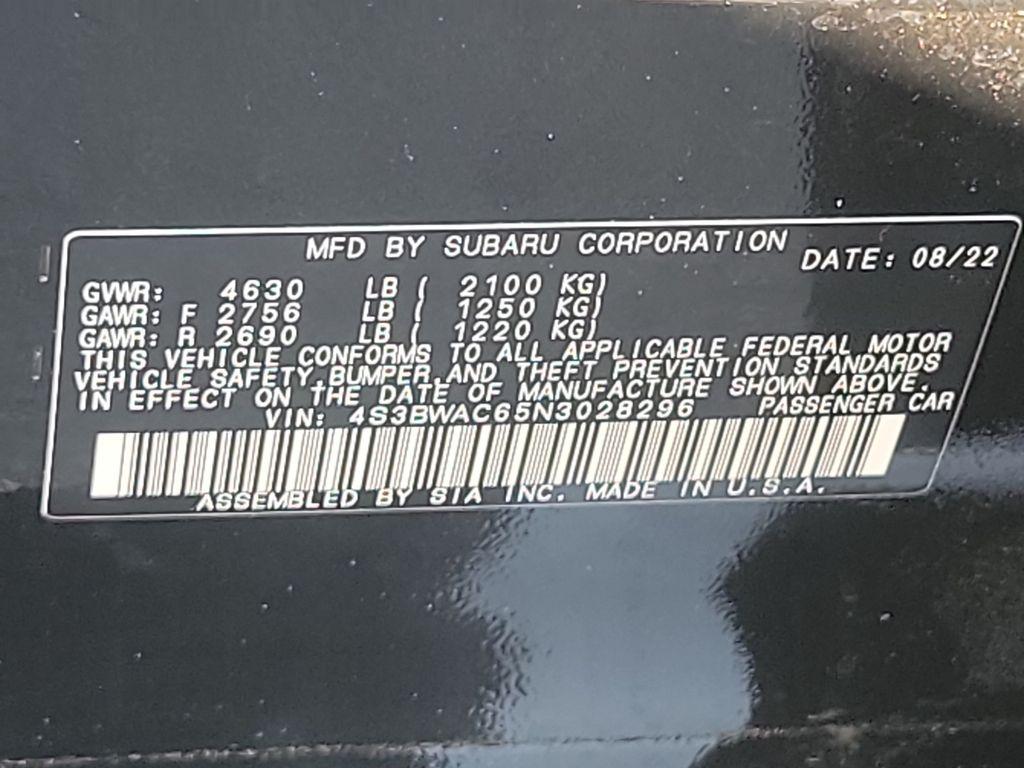 MFD BY SUBARU CORPORATION DATE: 08/22
GVWR: 4630 LB ( 2100 KG)
GAWR: F 2756 LB ( 1250 KG)
GAWR: R 2690 LB ( 1220 KG)
THIS VEHICLE CONFORMS TO ALL APPLICABLE FEDERAL MOTOR
VEHICLE SAFETY, BUMPER, AND THEFT PREVENTION STANDARDS
IN EFFECT ON THE DATE OF MANUFACTURE SHOWN ABOVE.
VIN: 4S3BWAC65N3028296 PASSENGER CAR
ASSEMBLED BY SIA INC. MADE IN U.S.A.